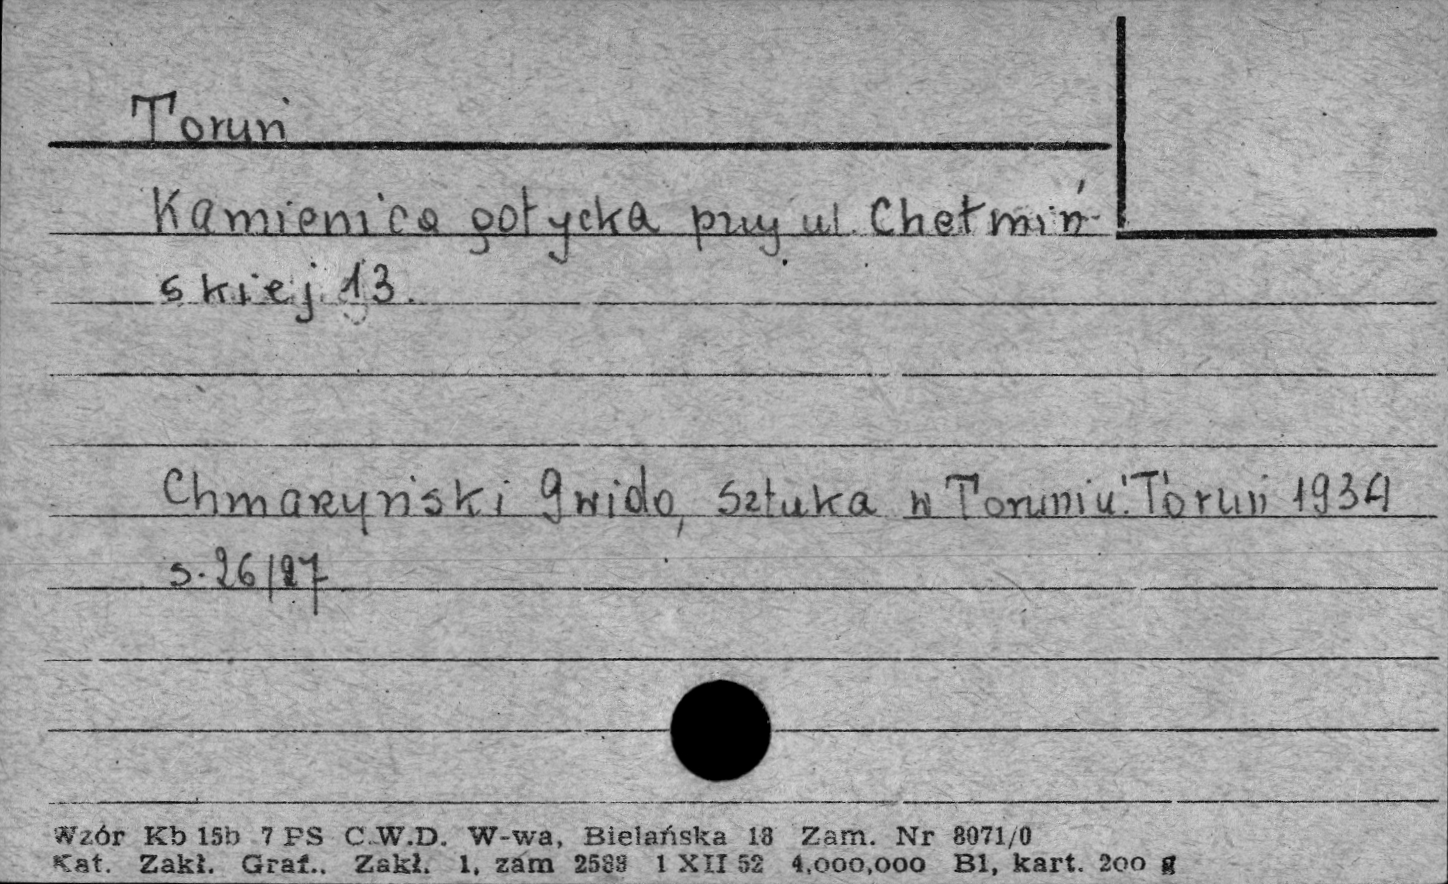 Toruń
Kamienica gotycka przy ul. Chełmiń-
skiej 13.
Chmarzyński Gwido, Sztuka w Toruniu. Toruń 1934
s. 26/27
Wzór Kb 15b 7 PS C.W.D. W-wa, Bielańska 18 Zam. Nr 8071/0
Kat. Zakł. Graf.. Zakł. 1, zam 2588 1 XII 52 4,000,000 B1, kart. 200 g